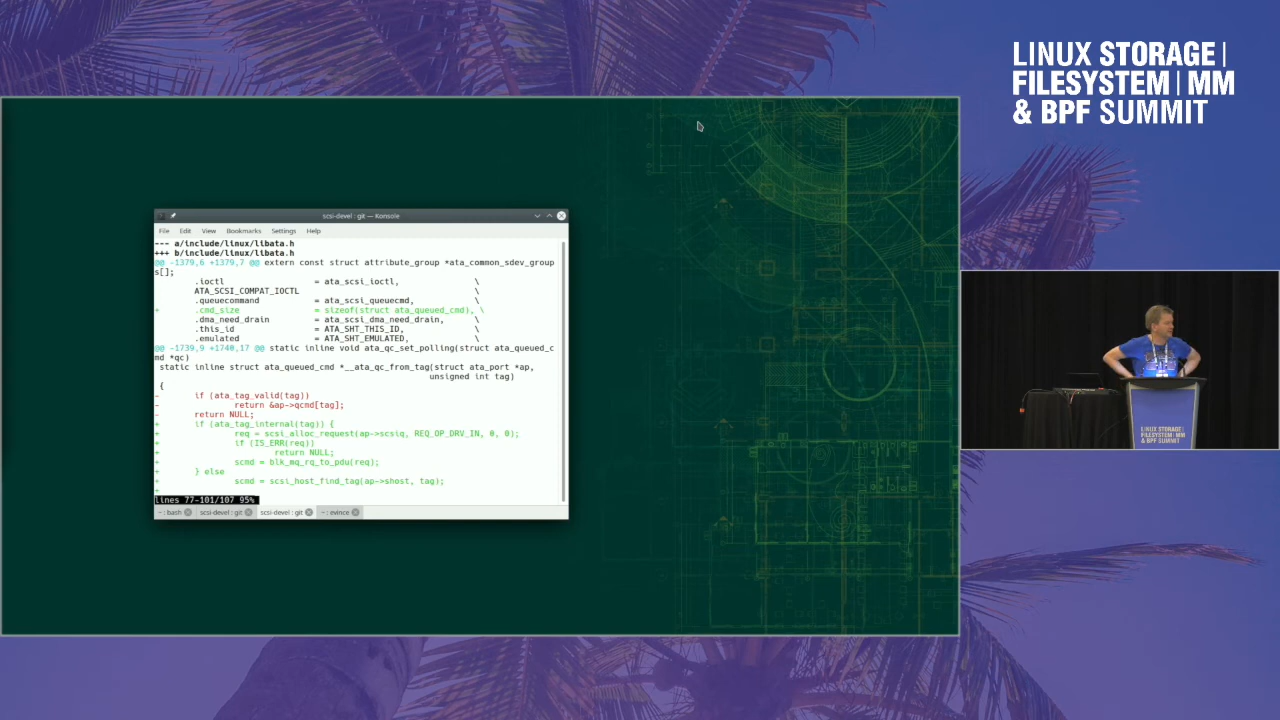 LINUX STORAGE |
FILESYSTEM | MM
& BPF SUMMIT
scsi-devel : git — Konsole
File Edit View Bookmarks Settings Help
--- a/include/linux/libata.h
+++ b/include/linux/libata.h
@@ -1379,6 +1379,7 @@ extern const struct attribute_group *ata_common_sdev_group
s[];
.ioctl = ata_scsi_ioctl, \
ATA_SCSI_COMPAT_IOCTL \
.queuecommand = ata_scsi_queuecmd, \
+ .cmd_size = sizeof(struct ata_queued_cmd), \
.dma_need_drain = ata_scsi_dma_need_drain, \
.this_id = ATA_SHT_THIS_ID, \
.emulated = ATA_SHT_EMULATED, \
@@ -1739,9 +1740,17 @@ static inline void ata_qc_set_polling(struct ata_queued_c
md *qc)
static inline struct ata_queued_cmd *__ata_qc_from_tag(struct ata_port *ap,
unsigned int tag)
{
- if (ata_tag_valid(tag))
- return &ap->qcmd[tag];
- return NULL;
+ if (ata_tag_internal(tag)) {
+ req = scsi_alloc_request(ap->scsiq, REQ_OP_DRV_IN, 0, 0);
+ if (IS_ERR(req))
+ return NULL;
+ scmd = blk_mq_rq_to_pdu(req);
+ } else
+ scmd = scsi_host_find_tag(ap->shost, tag);
+
lines 77-101/107 95%
~ : bash scsi-devel : git scsi-devel : git ~ : evince
LINUX STORAGE |
FILESYSTEM | MM
& BPF SUMMIT